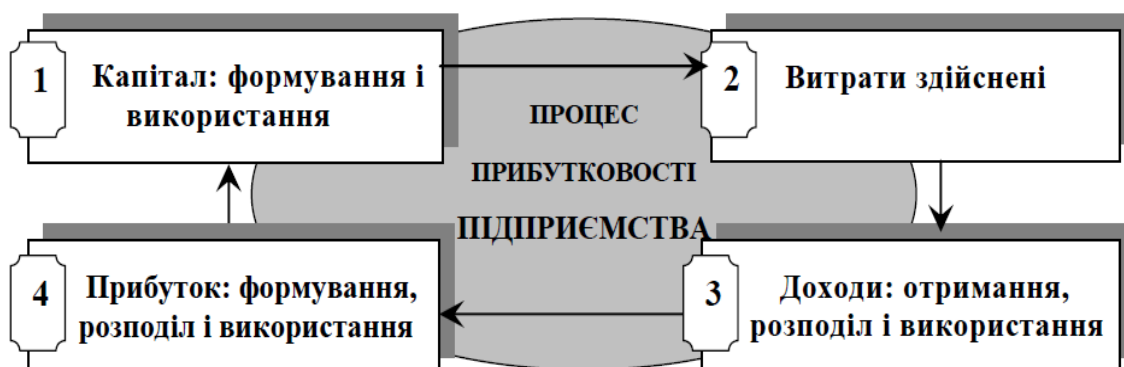 1
Капітал: формування і
використання
2
Витрати здійснені
ПРОЦЕС
ПРИБУТКОВОСТІ
ПІДПРИЄМСТВА
4
Прибуток: формування,
розподіл і використання
3
Доходи: отримання,
розподіл і використання